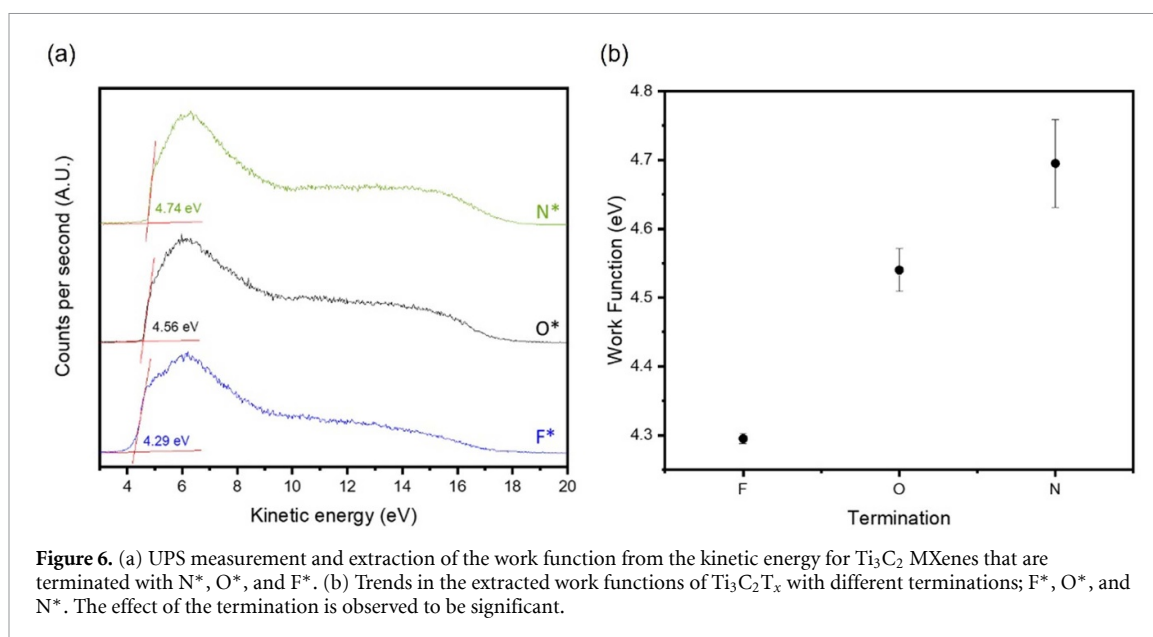 (a)
Counts per second (A.U.)
4.74 eV
N*
4.56 eV
O*
4.29 eV
F*
4 6 8 10 12 14 16 18 20
Kinetic energy (eV)
(b)
Work Function (eV)
4.8
4.7
4.6
4.5
4.4
4.3
F O N
Termination
Figure 6. (a) UPS measurement and extraction of the work function from the kinetic energy for Ti₃C₂ MXenes that are
terminated with N*, O*, and F*. (b) Trends in the extracted work functions of Ti₃C₂Tₓ with different terminations; F*, O*, and
N*. The effect of the termination is observed to be significant.